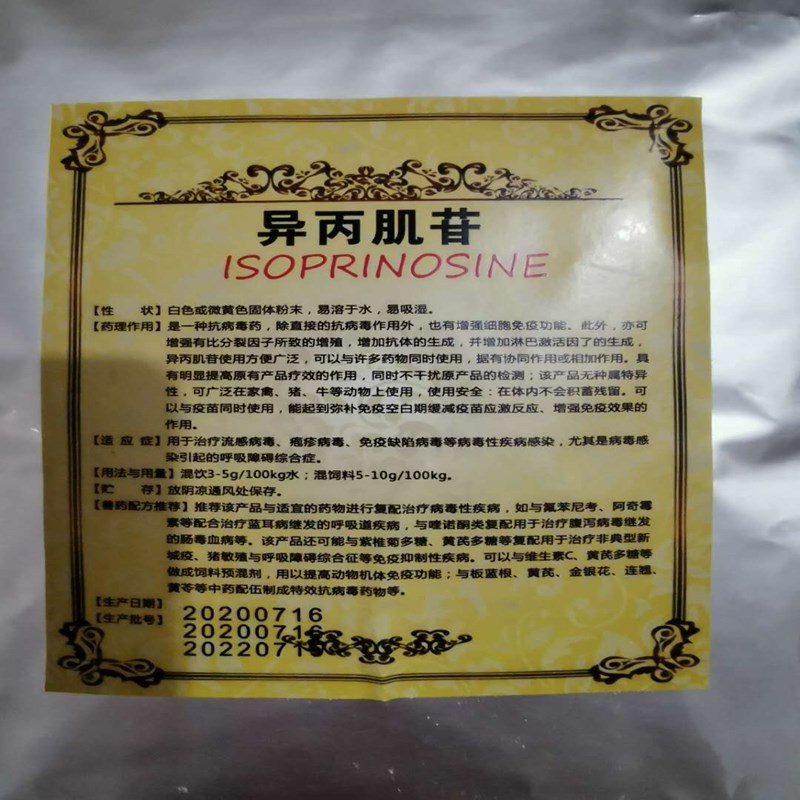 异丙肌苷
ISOPRINOSINE
【性 状】白色或微黄色固体粉末，易溶于水，易吸湿。
【药理作用】是一种抗病毒药，除直接的抗病毒作用外，也有增强细胞免疫功能。此外，亦可
增强有比分裂因子所致的增殖，增加抗体的生成，并增加淋巴激活因了的生成，
异丙肌苷使用方便广泛，可以与许多药物同时使用，据有协同作用或相加作用。具
有明显提高原有产品疗效的作用，同时不干扰原产品的检测；该产品无种属特异
性，可广泛在家禽、猪、牛等动物上使用，使用安全：在体内不会积蓄残留。可
以与疫苗同时使用，能起到弥补免疫空白期缓减疫苗应激反应、增强免疫效果的
作用。
【适 应 症】用于治疗流感病毒、疱疹病毒、免疫缺陷病毒等病毒性疾病感染，尤其是病毒感
染引起的呼吸障碍综合症。
【用法与用量】混饮3-5g/100kg水；混饲料5-10g/100kg。
【贮 存】放阴凉通风处保存。
【兽药配方推荐】推荐该产品与适宜的药物进行复配治疗病毒性疾病，如与氟苯尼考、阿奇霉
素等配合治疗蓝耳病继发的呼吸道疾病，与喹诺酮类复配用于治疗腹泻病毒继发
的肠毒血病等。该产品还可能与紫椎菊多糖、黄芪多糖等复配用于治疗非典型新
城疫、猪敏殖与呼吸障碍综合征等免疫抑制性疾病。可以与维生素C、黄芪多糖等
做成饲料预混剂，用以提高动物机体免疫功能；与板蓝根、黄芪、金银花、连翘、
黄芩等中药配伍制成特效抗病毒药物等。
【生产日期】 20200716
【生产批号】 20200716
20220715